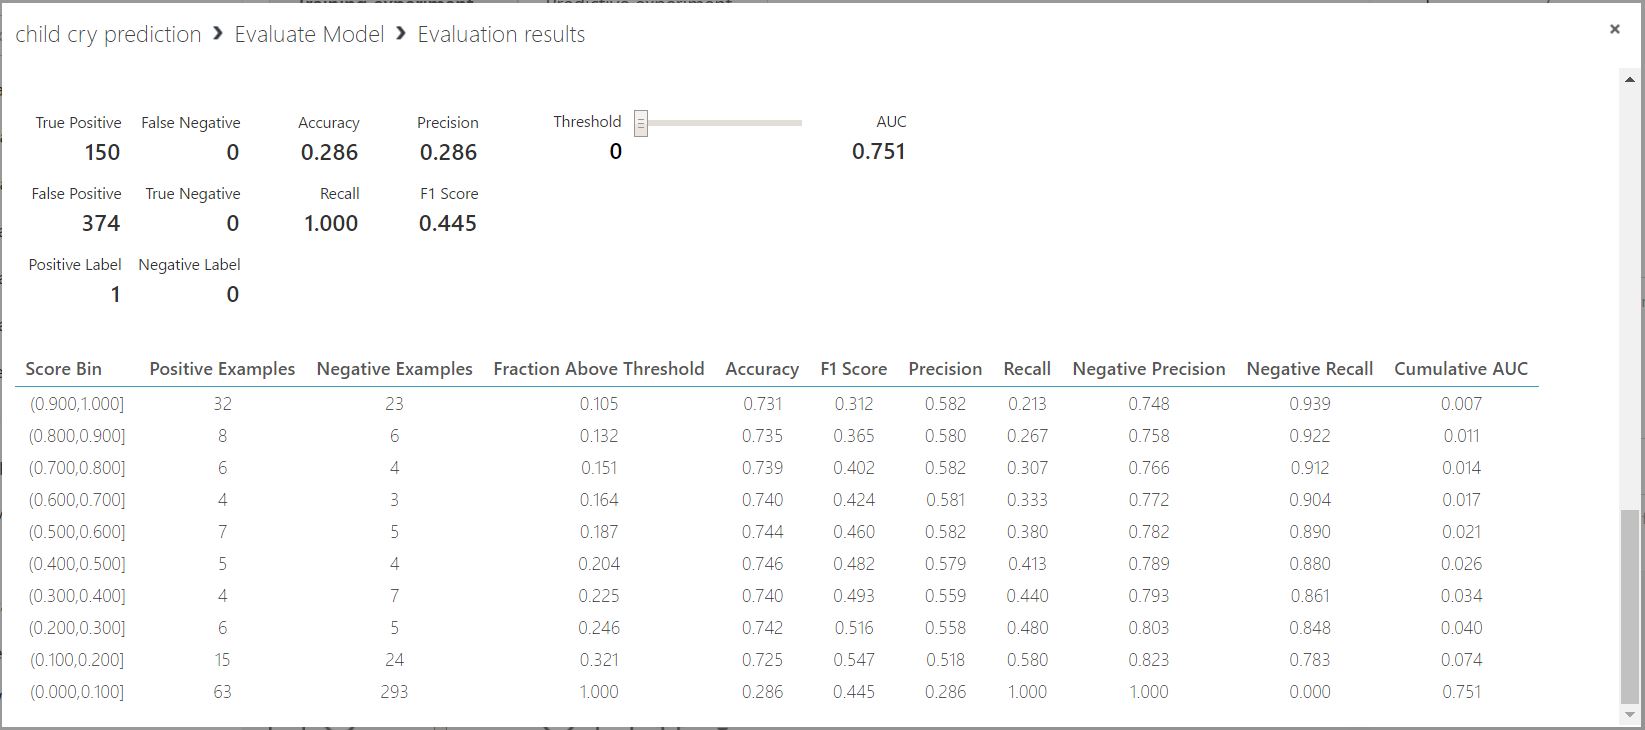 child cry prediction > Evaluate Model > Evaluation results
True Positive False Negative Accuracy Precision Threshold AUC
150 0 0.286 0.286 0 0.751
False Positive True Negative Recall F1 Score
374 0 1.000 0.445
Positive Label Negative Label
1 0
Score Bin Positive Examples Negative Examples Fraction Above Threshold Accuracy F1 Score Precision Recall Negative Precision Negative Recall Cumulative AUC
(0.900,1.000] 32 23 0.105 0.731 0.312 0.582 0.213 0.748 0.939 0.007
(0.800,0.900] 8 6 0.132 0.735 0.365 0.580 0.267 0.758 0.922 0.011
(0.700,0.800] 6 4 0.151 0.739 0.402 0.582 0.307 0.766 0.912 0.014
(0.600,0.700] 4 3 0.164 0.740 0.424 0.581 0.333 0.772 0.904 0.017
(0.500,0.600] 7 5 0.187 0.744 0.460 0.582 0.380 0.782 0.890 0.021
(0.400,0.500] 5 4 0.204 0.746 0.482 0.579 0.413 0.789 0.880 0.026
(0.300,0.400] 4 7 0.225 0.740 0.493 0.559 0.440 0.793 0.861 0.034
(0.200,0.300] 6 5 0.246 0.742 0.516 0.558 0.480 0.803 0.848 0.040
(0.100,0.200] 15 24 0.321 0.725 0.547 0.518 0.580 0.823 0.783 0.074
(0.000,0.100] 63 293 1.000 0.286 0.445 0.286 1.000 1.000 0.000 0.751